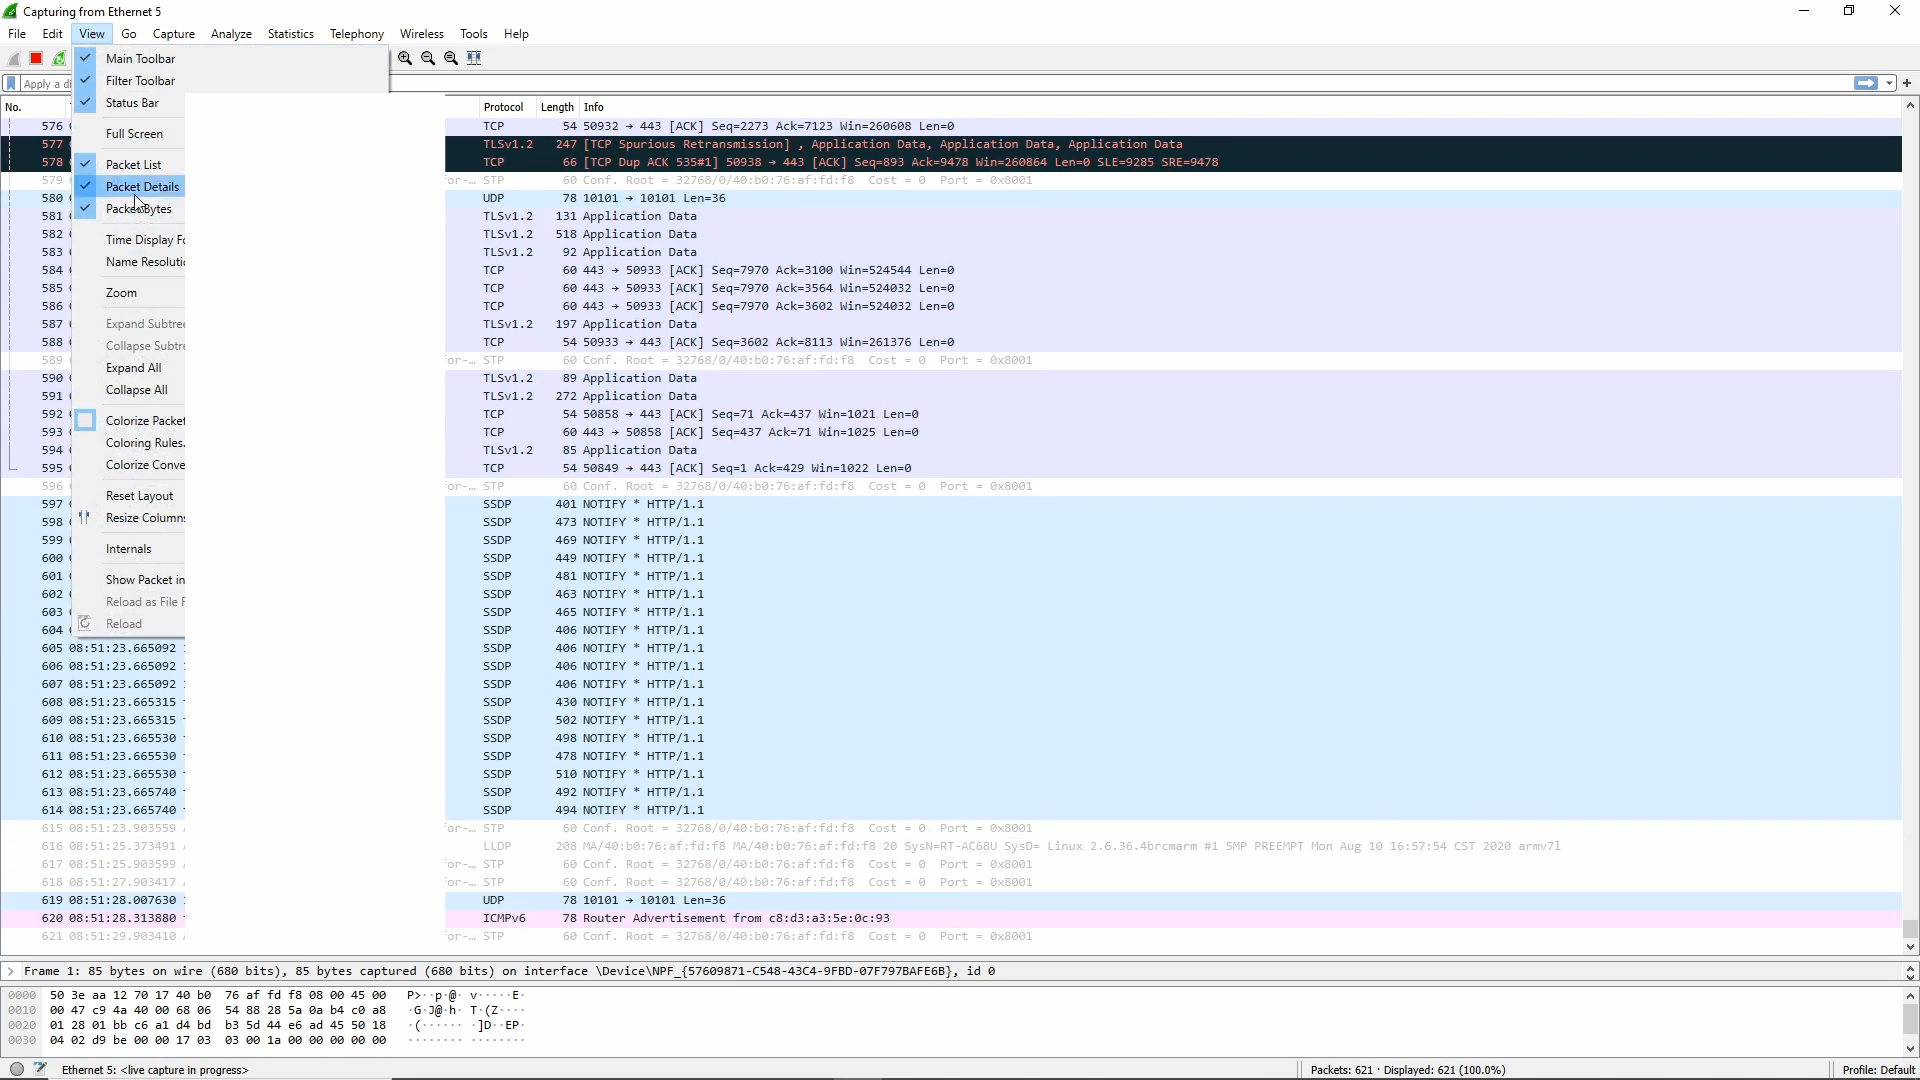 Capturing from Ethernet 5
File Edit View Go Capture Analyze Statistics Telephony Wireless Tools Help
Main Toolbar
Apply a di
Filter Toolbar
Status Bar
Full Screen
Packet List
Packet Details
Packet Bytes
Time Display Fo
Name Resolutio
Zoom
Expand Subtree
Collapse Subtre
Expand All
Collapse All
Colorize Packet
Coloring Rules.
Colorize Conve
Reset Layout
Resize Columns
Internals
Show Packet in
Reload as File F
Reload
No. Protocol Length Info
576 TCP 54 50932 → 443 [ACK] Seq=2273 Ack=7123 Win=260608 Len=0
577 TLSv1.2 247 [TCP Spurious Retransmission] , Application Data, Application Data, Application Data
578 TCP 66 [TCP Dup ACK 535#1] 50938 → 443 [ACK] Seq=893 Ack=9478 Win=260864 Len=0 SLE=9285 SRE=9478
579 or-… STP 60 Conf. Root = 32768/0/40:b0:76:af:fd:f8 Cost = 0 Port = 0x8001
580 UDP 78 10101 → 10101 Len=36
581 TLSv1.2 131 Application Data
582 TLSv1.2 518 Application Data
583 TLSv1.2 92 Application Data
584 TCP 60 443 → 50933 [ACK] Seq=7970 Ack=3100 Win=524544 Len=0
585 TCP 60 443 → 50933 [ACK] Seq=7970 Ack=3564 Win=524032 Len=0
586 TCP 60 443 → 50933 [ACK] Seq=7970 Ack=3602 Win=524032 Len=0
587 TLSv1.2 197 Application Data
588 TCP 54 50933 → 443 [ACK] Seq=3602 Ack=8113 Win=261376 Len=0
589 or-… STP 60 Conf. Root = 32768/0/40:b0:76:af:fd:f8 Cost = 0 Port = 0x8001
590 TLSv1.2 89 Application Data
591 TLSv1.2 272 Application Data
592 TCP 54 50858 → 443 [ACK] Seq=71 Ack=437 Win=1021 Len=0
593 TCP 60 443 → 50858 [ACK] Seq=437 Ack=71 Win=1025 Len=0
594 TLSv1.2 85 Application Data
595 TCP 54 50849 → 443 [ACK] Seq=1 Ack=429 Win=1022 Len=0
596 or-… STP 60 Conf. Root = 32768/0/40:b0:76:af:fd:f8 Cost = 0 Port = 0x8001
597 SSDP 401 NOTIFY * HTTP/1.1
598 SSDP 473 NOTIFY * HTTP/1.1
599 SSDP 469 NOTIFY * HTTP/1.1
600 SSDP 449 NOTIFY * HTTP/1.1
601 SSDP 481 NOTIFY * HTTP/1.1
602 SSDP 463 NOTIFY * HTTP/1.1
603 SSDP 465 NOTIFY * HTTP/1.1
604 SSDP 406 NOTIFY * HTTP/1.1
605 08:51:23.665092 SSDP 406 NOTIFY * HTTP/1.1
606 08:51:23.665092 SSDP 406 NOTIFY * HTTP/1.1
607 08:51:23.665092 SSDP 406 NOTIFY * HTTP/1.1
608 08:51:23.665315 SSDP 430 NOTIFY * HTTP/1.1
609 08:51:23.665315 SSDP 502 NOTIFY * HTTP/1.1
610 08:51:23.665530 SSDP 498 NOTIFY * HTTP/1.1
611 08:51:23.665530 SSDP 478 NOTIFY * HTTP/1.1
612 08:51:23.665530 SSDP 510 NOTIFY * HTTP/1.1
613 08:51:23.665740 SSDP 492 NOTIFY * HTTP/1.1
614 08:51:23.665740 SSDP 494 NOTIFY * HTTP/1.1
615 08:51:23.903559 or-… STP 60 Conf. Root = 32768/0/40:b0:76:af:fd:f8 Cost = 0 Port = 0x8001
616 08:51:25.373491 LLDP 208 MA/40:b0:76:af:fd:f8 MA/40:b0:76:af:fd:f8 20 SysN=RT-AC68U SysD= Linux 2.6.36.4brcmarm #1 SMP PREEMPT Mon Aug 10 16:57:54 CST 2020 armv7l
617 08:51:25.903599 or-… STP 60 Conf. Root = 32768/0/40:b0:76:af:fd:f8 Cost = 0 Port = 0x8001
618 08:51:27.903417 or-… STP 60 Conf. Root = 32768/0/40:b0:76:af:fd:f8 Cost = 0 Port = 0x8001
619 08:51:28.007630 UDP 78 10101 → 10101 Len=36
620 08:51:28.313880 ICMPv6 78 Router Advertisement from c8:d3:a3:5e:0c:93
621 08:51:29.903410 or-… STP 60 Conf. Root = 32768/0/40:b0:76:af:fd:f8 Cost = 0 Port = 0x8001
Frame 1: 85 bytes on wire (680 bits), 85 bytes captured (680 bits) on interface \Device\NPF_{57609871-C548-43C4-9FBD-07F797BAFE6B}, id 0
0000 50 3e aa 12 70 17 40 b0 76 af fd f8 08 00 45 00 P>··p·@· v·····E·
0010 00 47 c9 4a 40 00 68 06 54 88 28 5a 0a b4 c0 a8 ·G·J@·h· T·(Z····
0020 01 28 01 bb c6 a1 d4 bd b3 5d 44 e6 ad 45 50 18 ·(······ ·]D··EP·
0030 04 02 d9 be 00 00 17 03 03 00 1a 00 00 00 00 00 ········ ········
Ethernet 5: <live capture in progress> Packets: 621 · Displayed: 621 (100.0%) Profile: Default